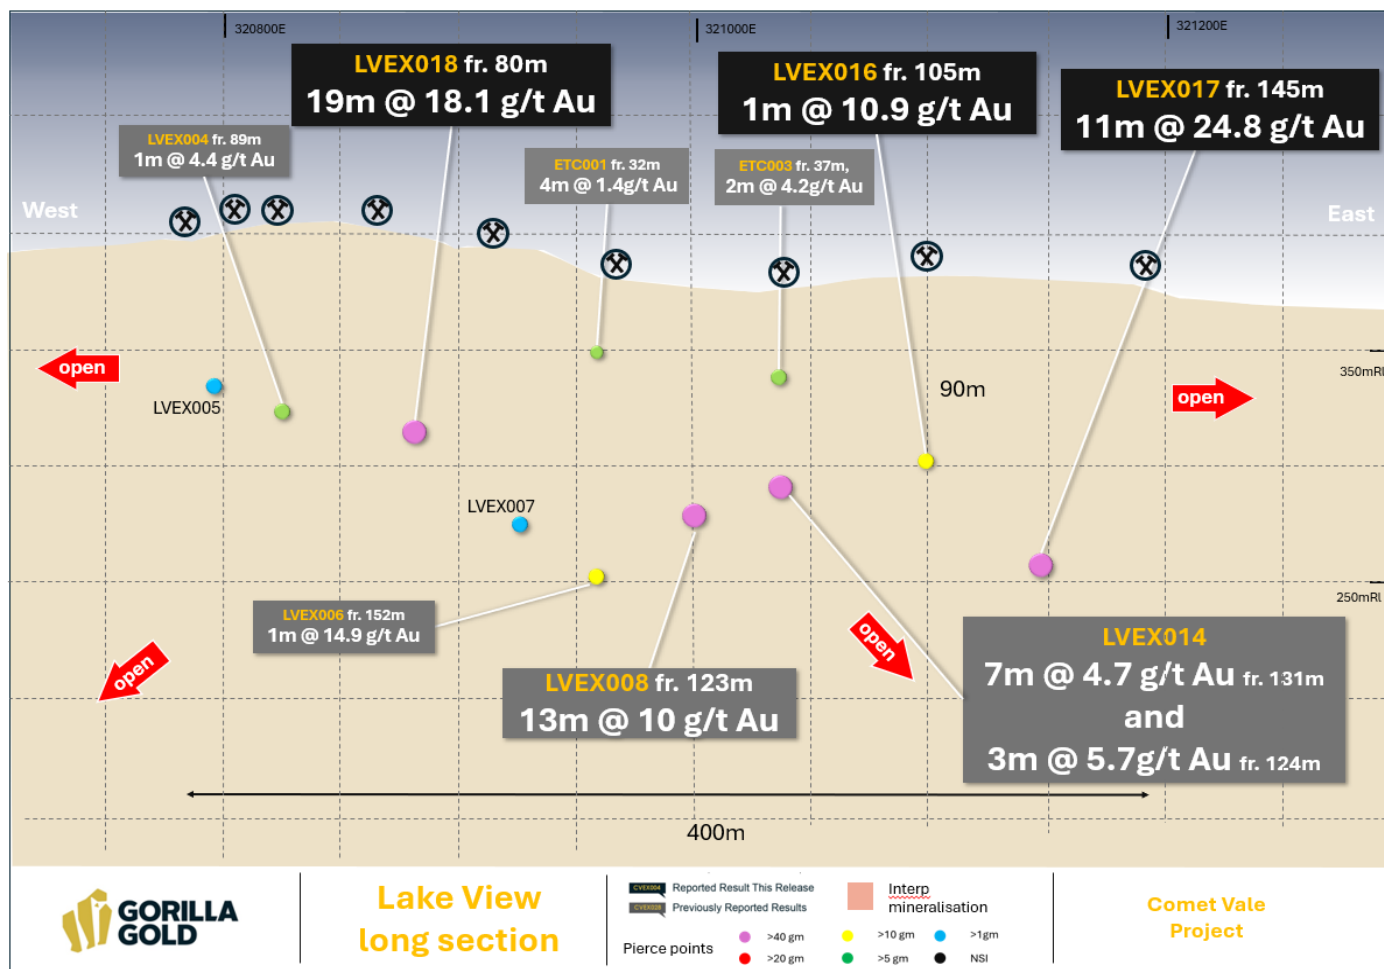 320800E
321000E
321200E
LVEX018 fr. 80m
19m @ 18.1 g/t Au
LVEX016 fr. 105m
1m @ 10.9 g/t Au
LVEX017 fr. 145m
11m @ 24.8 g/t Au
LVEX004 fr. 89m
1m @ 4.4 g/t Au
ETC001 fr. 32m
4m @ 1.4g/t Au
ETC003 fr. 37m,
2m @ 4.2g/t Au
West
East
open
LVEX005
90m
open
350mRl
LVEX007
250mRl
LVEX006 fr. 152m
1m @ 14.9 g/t Au
open
open
LVEX008 fr. 123m
13m @ 10 g/t Au
LVEX014
7m @ 4.7 g/t Au fr. 131m
and
3m @ 5.7g/t Au fr. 124m
400m
GORILLA
GOLD
Lake View
long section
CVEX004 Reported Result This Release
Previously Reported Results
Interp
mineralisation
Pierce points
>40 gm
>10 gm
>1gm
>20 gm
>5 gm
NSI
Comet Vale
Project